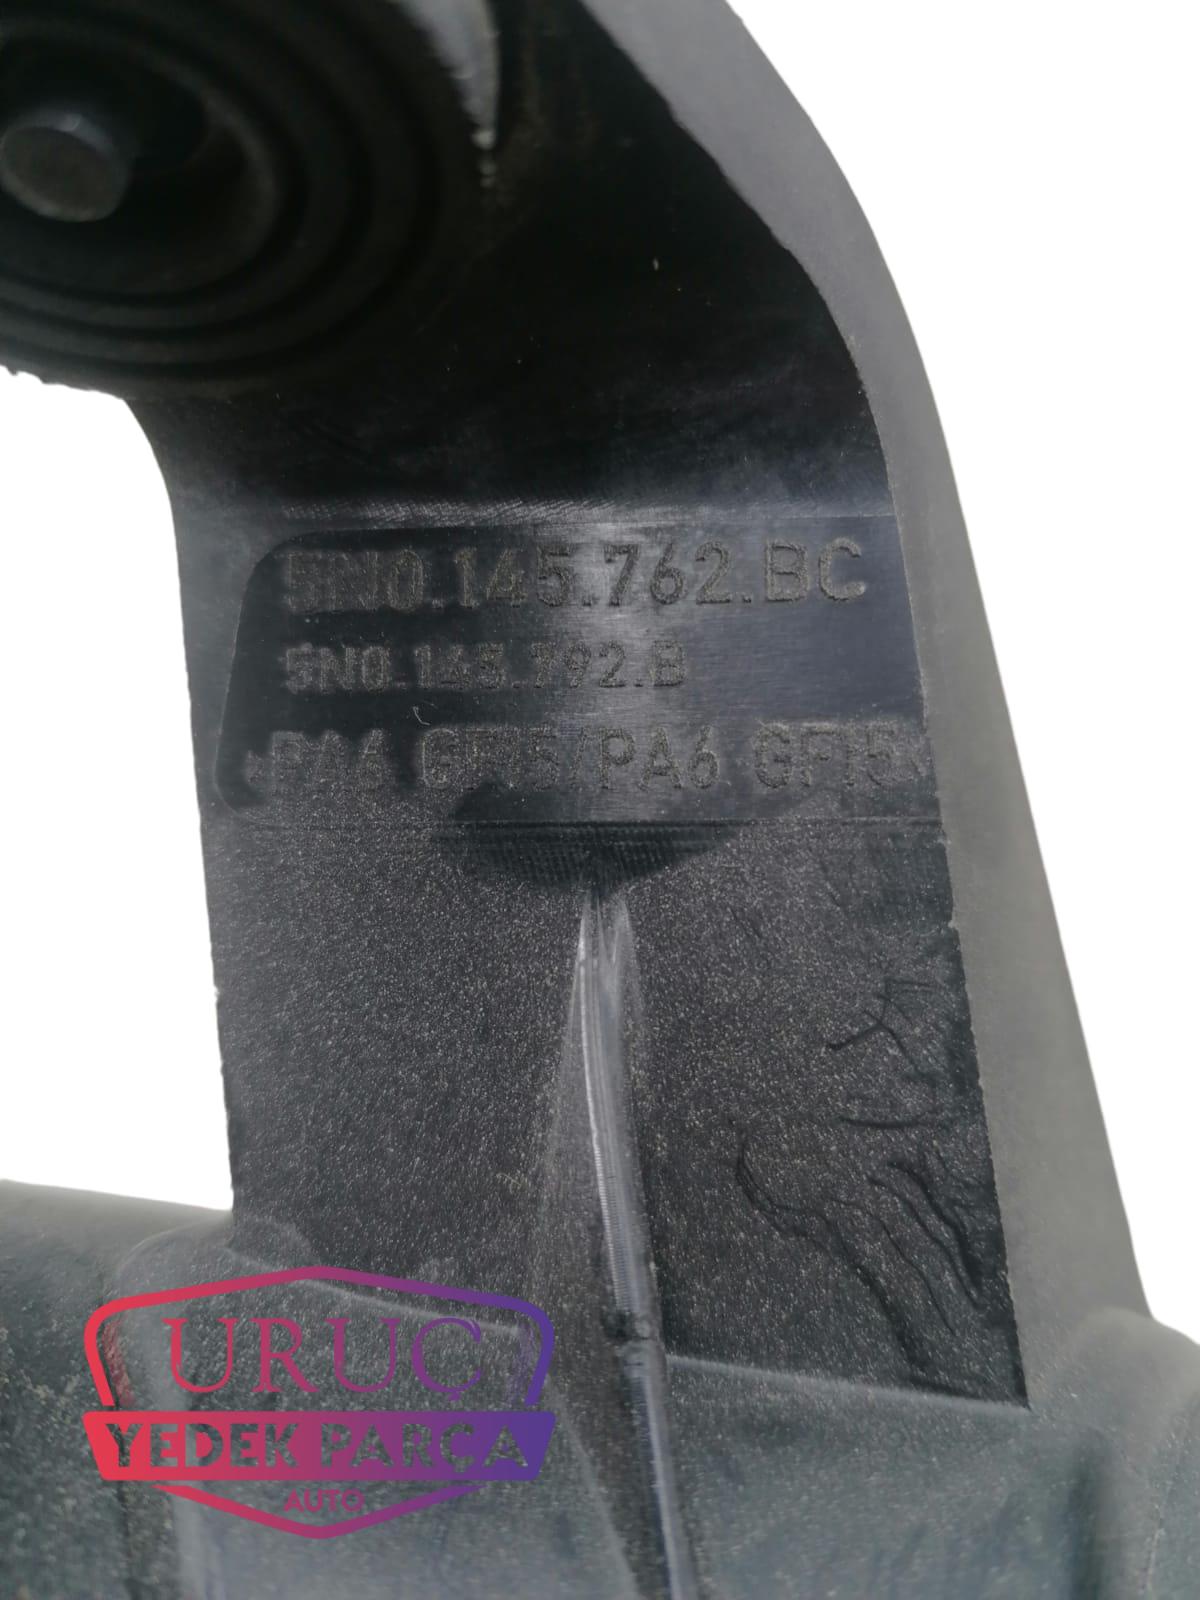 5N0.145.762.BC
5N0.145.792.B
>PA6 GF15/PA6 GF15<
URUÇ
YEDEK PARÇA
AUTO